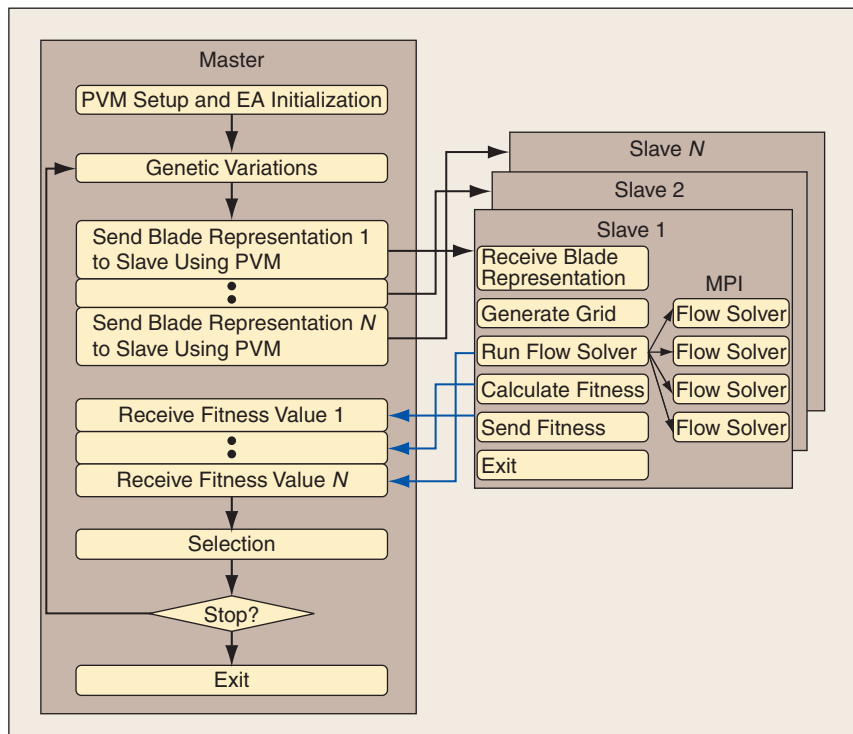 Master
PVM Setup and EA Initialization
Genetic Variations
Send Blade Representation 1
to Slave Using PVM
Send Blade Representation N
to Slave Using PVM
Receive Fitness Value 1
Receive Fitness Value N
Selection
Stop?
Exit
Slave N
Slave 2
Slave 1
Receive Blade
Representation
Generate Grid
Run Flow Solver
Calculate Fitness
Send Fitness
Exit
MPI
Flow Solver
Flow Solver
Flow Solver
Flow Solver